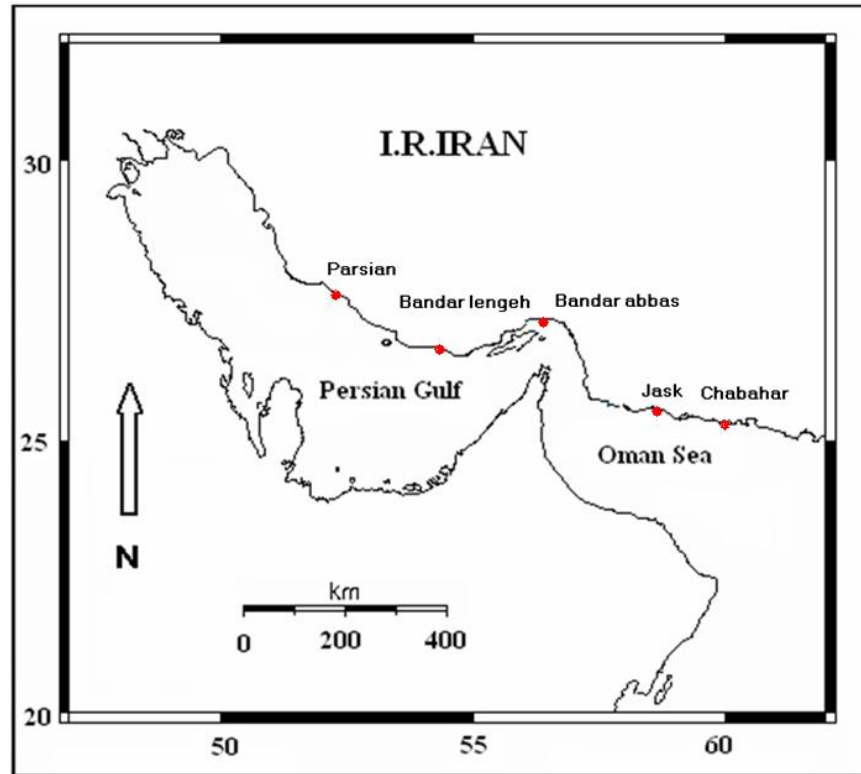 I.R.IRAN
30
Parsian
Bandar lengeh
Bandar abbas
Persian Gulf
Jask
Chabahar
25
Oman Sea
N
km
0 200 400
20
50 55 60